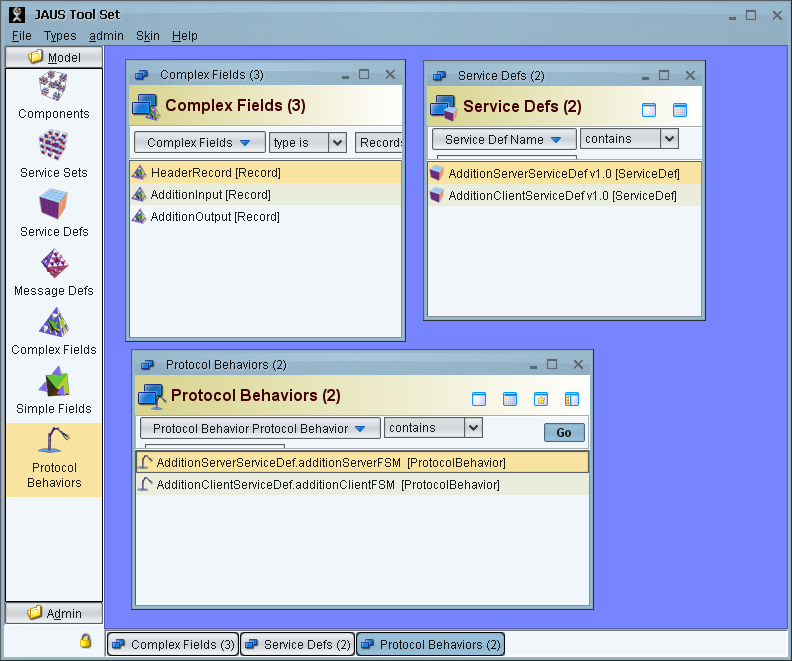 JAUS Tool Set
File Types admin Skin Help
Model
Components
Service Sets
Service Defs
Message Defs
Complex Fields
Simple Fields
Protocol
Behaviors
Admin
Complex Fields (3)
Complex Fields (3)
Complex Fields type is Records
HeaderRecord [Record]
AdditionInput [Record]
AdditionOutput [Record]
Service Defs (2)
Service Defs (2)
Service Def Name contains
AdditionServerServiceDef v1.0 [ServiceDef]
AdditionClientServiceDef v1.0 [ServiceDef]
Protocol Behaviors (2)
Protocol Behaviors (2)
Protocol Behavior Protocol Behavior contains
Go
AdditionServerServiceDef.additionServerFSM [ProtocolBehavior]
AdditionClientServiceDef.additionClientFSM [ProtocolBehavior]
Complex Fields (3) Service Defs (2) Protocol Behaviors (2)